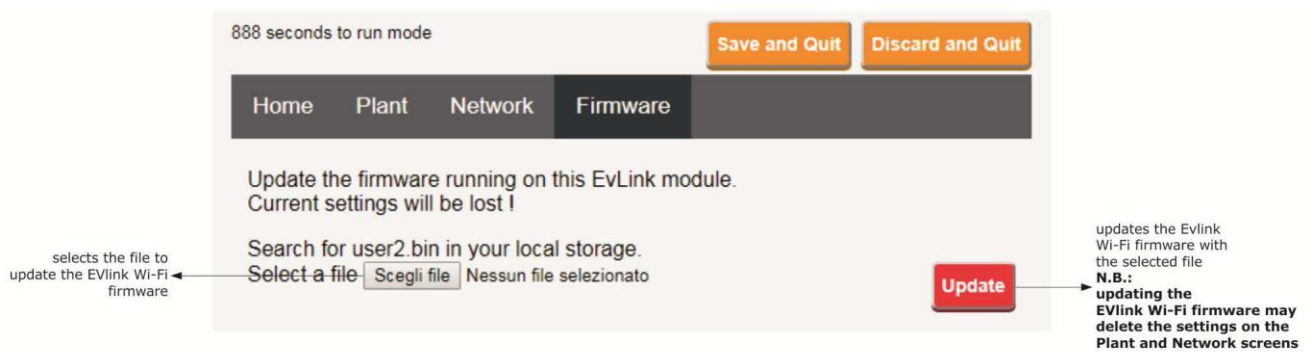 888 seconds to run mode
Save and Quit
Discard and Quit
Home
Plant
Network
Firmware
Update the firmware running on this EvLink module.
Current settings will be lost !
Search for user2.bin in your local storage.
Select a file Scegli file Nessun file selezionato
selects the file to
update the EVlink Wi-Fi
firmware
Update
updates the Evlink
Wi-Fi firmware with
the selected file
N.B.:
updating the
EVlink Wi-Fi firmware may
delete the settings on the
Plant and Network screens